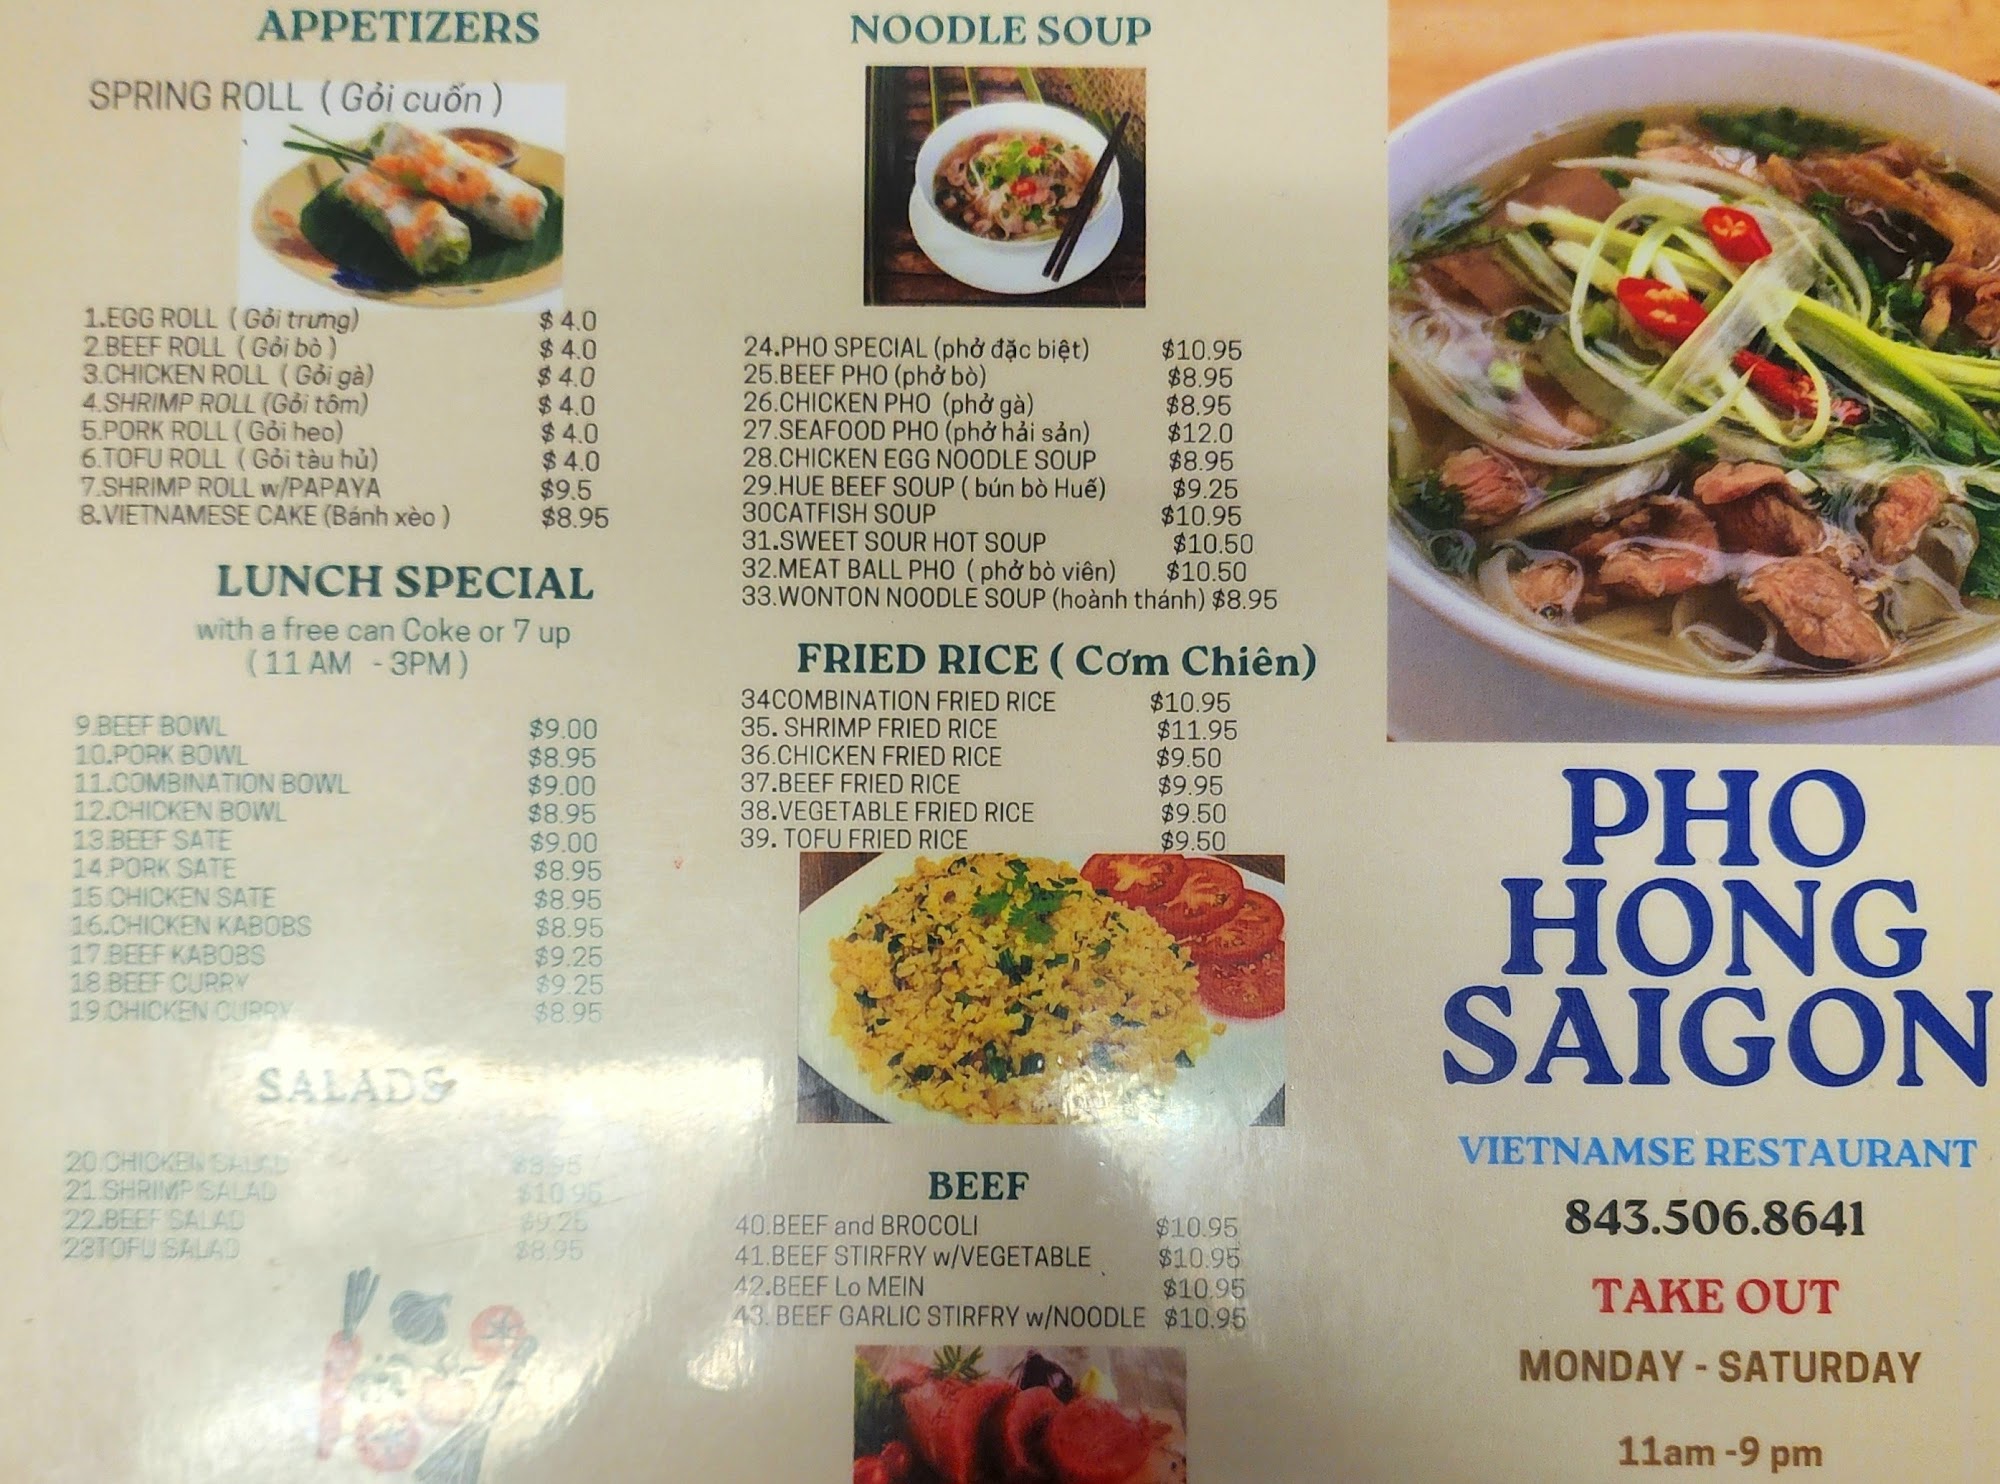 APPETIZERS
SPRING ROLL ( Gỏi cuốn )
1.EGG ROLL ( Gỏi trưng) $ 4.0
2.BEEF ROLL ( Gỏi bò ) $ 4.0
3.CHICKEN ROLL ( Gỏi gà) $ 4.0
4.SHRIMP ROLL (Gỏi tôm) $ 4.0
5.PORK ROLL ( Gỏi heo) $ 4.0
6.TOFU ROLL ( Gỏi tàu hủ) $ 4.0
7.SHRIMP ROLL w/PAPAYA $9.5
8.VIETNAMESE CAKE (Bánh xèo ) $8.95
LUNCH SPECIAL
with a free can Coke or 7 up
( 11 AM - 3PM )
9.BEEF BOWL $9.00
10.PORK BOWL $8.95
11.COMBINATION BOWL $9.00
12.CHICKEN BOWL $8.95
13.BEEF SATE $9.00
14.PORK SATE $8.95
15.CHICKEN SATE $8.95
16.CHICKEN KABOBS $8.95
17.BEEF KABOBS $9.25
18.BEEF CURRY $9.25
19.CHICKEN CURRY $8.95
SALADS
20.CHICKEN SALAD $8.95
21.SHRIMP SALAD $10.95
22.BEEF SALAD $9.25
23TOFU SALAD $8.95
NOODLE SOUP
24.PHO SPECIAL (phở đặc biệt) $10.95
25.BEEF PHO (phở bò) $8.95
26.CHICKEN PHO (phở gà) $8.95
27.SEAFOOD PHO (phở hải sản) $12.0
28.CHICKEN EGG NOODLE SOUP $8.95
29.HUE BEEF SOUP ( bún bò Huế) $9.25
30CATFISH SOUP $10.95
31.SWEET SOUR HOT SOUP $10.50
32.MEAT BALL PHO ( phở bò viên) $10.50
33.WONTON NOODLE SOUP (hoành thánh) $8.95
FRIED RICE ( Cơm Chiên)
34COMBINATION FRIED RICE $10.95
35. SHRIMP FRIED RICE $11.95
36.CHICKEN FRIED RICE $9.50
37.BEEF FRIED RICE $9.95
38.VEGETABLE FRIED RICE $9.50
39. TOFU FRIED RICE $9.50
BEEF
40.BEEF and BROCOLI $10.95
41.BEEF STIRFRY w/VEGETABLE $10.95
42.BEEF Lo MEIN $10.95
43. BEEF GARLIC STIRFRY w/NOODLE $10.95
PHO
HONG
SAIGON
VIETNAMSE RESTAURANT
843.506.8641
TAKE OUT
MONDAY - SATURDAY
11am -9 pm